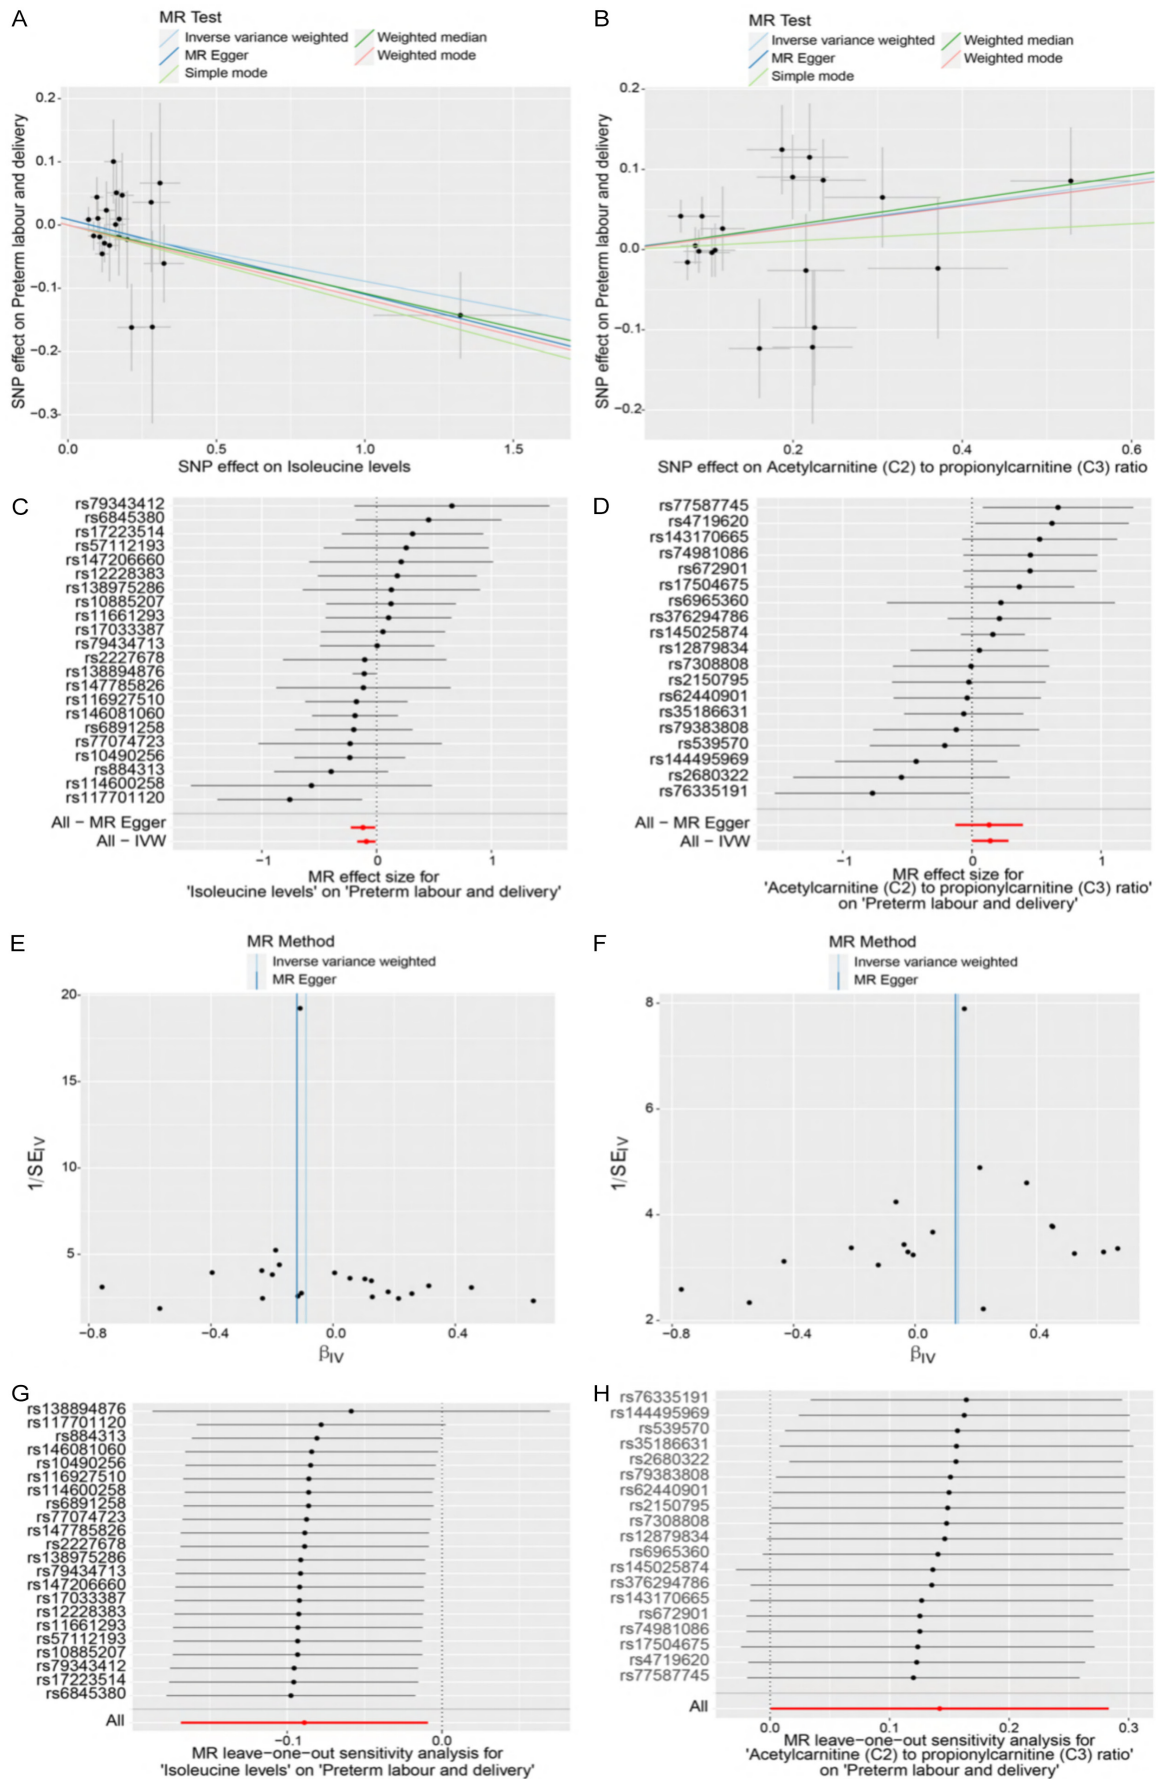 A
MR Test
Inverse variance weighted
Weighted median
MR Egger
Weighted mode
Simple mode
SNP effect on Preterm labour and delivery
0.2
0.1
0.0
−0.1
−0.2
−0.3
0.0
0.5
1.0
1.5
SNP effect on Isoleucine levels
B
MR Test
Inverse variance weighted
Weighted median
MR Egger
Weighted mode
Simple mode
SNP effect on Preterm labour and delivery
0.2
0.1
0.0
−0.1
−0.2
0.2
0.4
0.6
SNP effect on Acetylcarnitine (C2) to propionylcarnitine (C3) ratio
C
rs79343412
rs6845380
rs17223514
rs57112193
rs147206660
rs12228383
rs138975286
rs10885207
rs11661293
rs17033387
rs79434713
rs2227678
rs138894876
rs147785826
rs116927510
rs146081060
rs6891258
rs77074723
rs10490256
rs884313
rs114600258
rs117701120
All − MR Egger
All − IVW
−1
0
1
MR effect size for
'Isoleucine levels' on 'Preterm labour and delivery'
D
rs77587745
rs4719620
rs143170665
rs74981086
rs672901
rs17504675
rs6965360
rs376294786
rs145025874
rs12879834
rs7308808
rs2150795
rs62440901
rs35186631
rs79383808
rs539570
rs144495969
rs2680322
rs76335191
All − MR Egger
All − IVW
−1
0
1
MR effect size for
'Acetylcarnitine (C2) to propionylcarnitine (C3) ratio'
on 'Preterm labour and delivery'
E
MR Method
Inverse variance weighted
MR Egger
1/SEIV
20
15
10
5
−0.8
−0.4
0.0
0.4
βIV
F
MR Method
Inverse variance weighted
MR Egger
1/SEIV
8
6
4
2
−0.8
−0.4
0.0
0.4
βIV
G
rs138894876
rs117701120
rs884313
rs146081060
rs10490256
rs116927510
rs114600258
rs6891258
rs77074723
rs147785826
rs2227678
rs138975286
rs79434713
rs147206660
rs17033387
rs12228383
rs11661293
rs57112193
rs10885207
rs79343412
rs17223514
rs6845380
All
−0.1
0.0
MR leave−one−out sensitivity analysis for
'Isoleucine levels' on 'Preterm labour and delivery'
H
rs76335191
rs144495969
rs539570
rs35186631
rs2680322
rs79383808
rs62440901
rs2150795
rs7308808
rs12879834
rs6965360
rs145025874
rs376294786
rs143170665
rs672901
rs74981086
rs17504675
rs4719620
rs77587745
All
0.0
0.1
0.2
0.3
MR leave−one−out sensitivity analysis for
'Acetylcarnitine (C2) to propionylcarnitine (C3) ratio'
on 'Preterm labour and delivery'